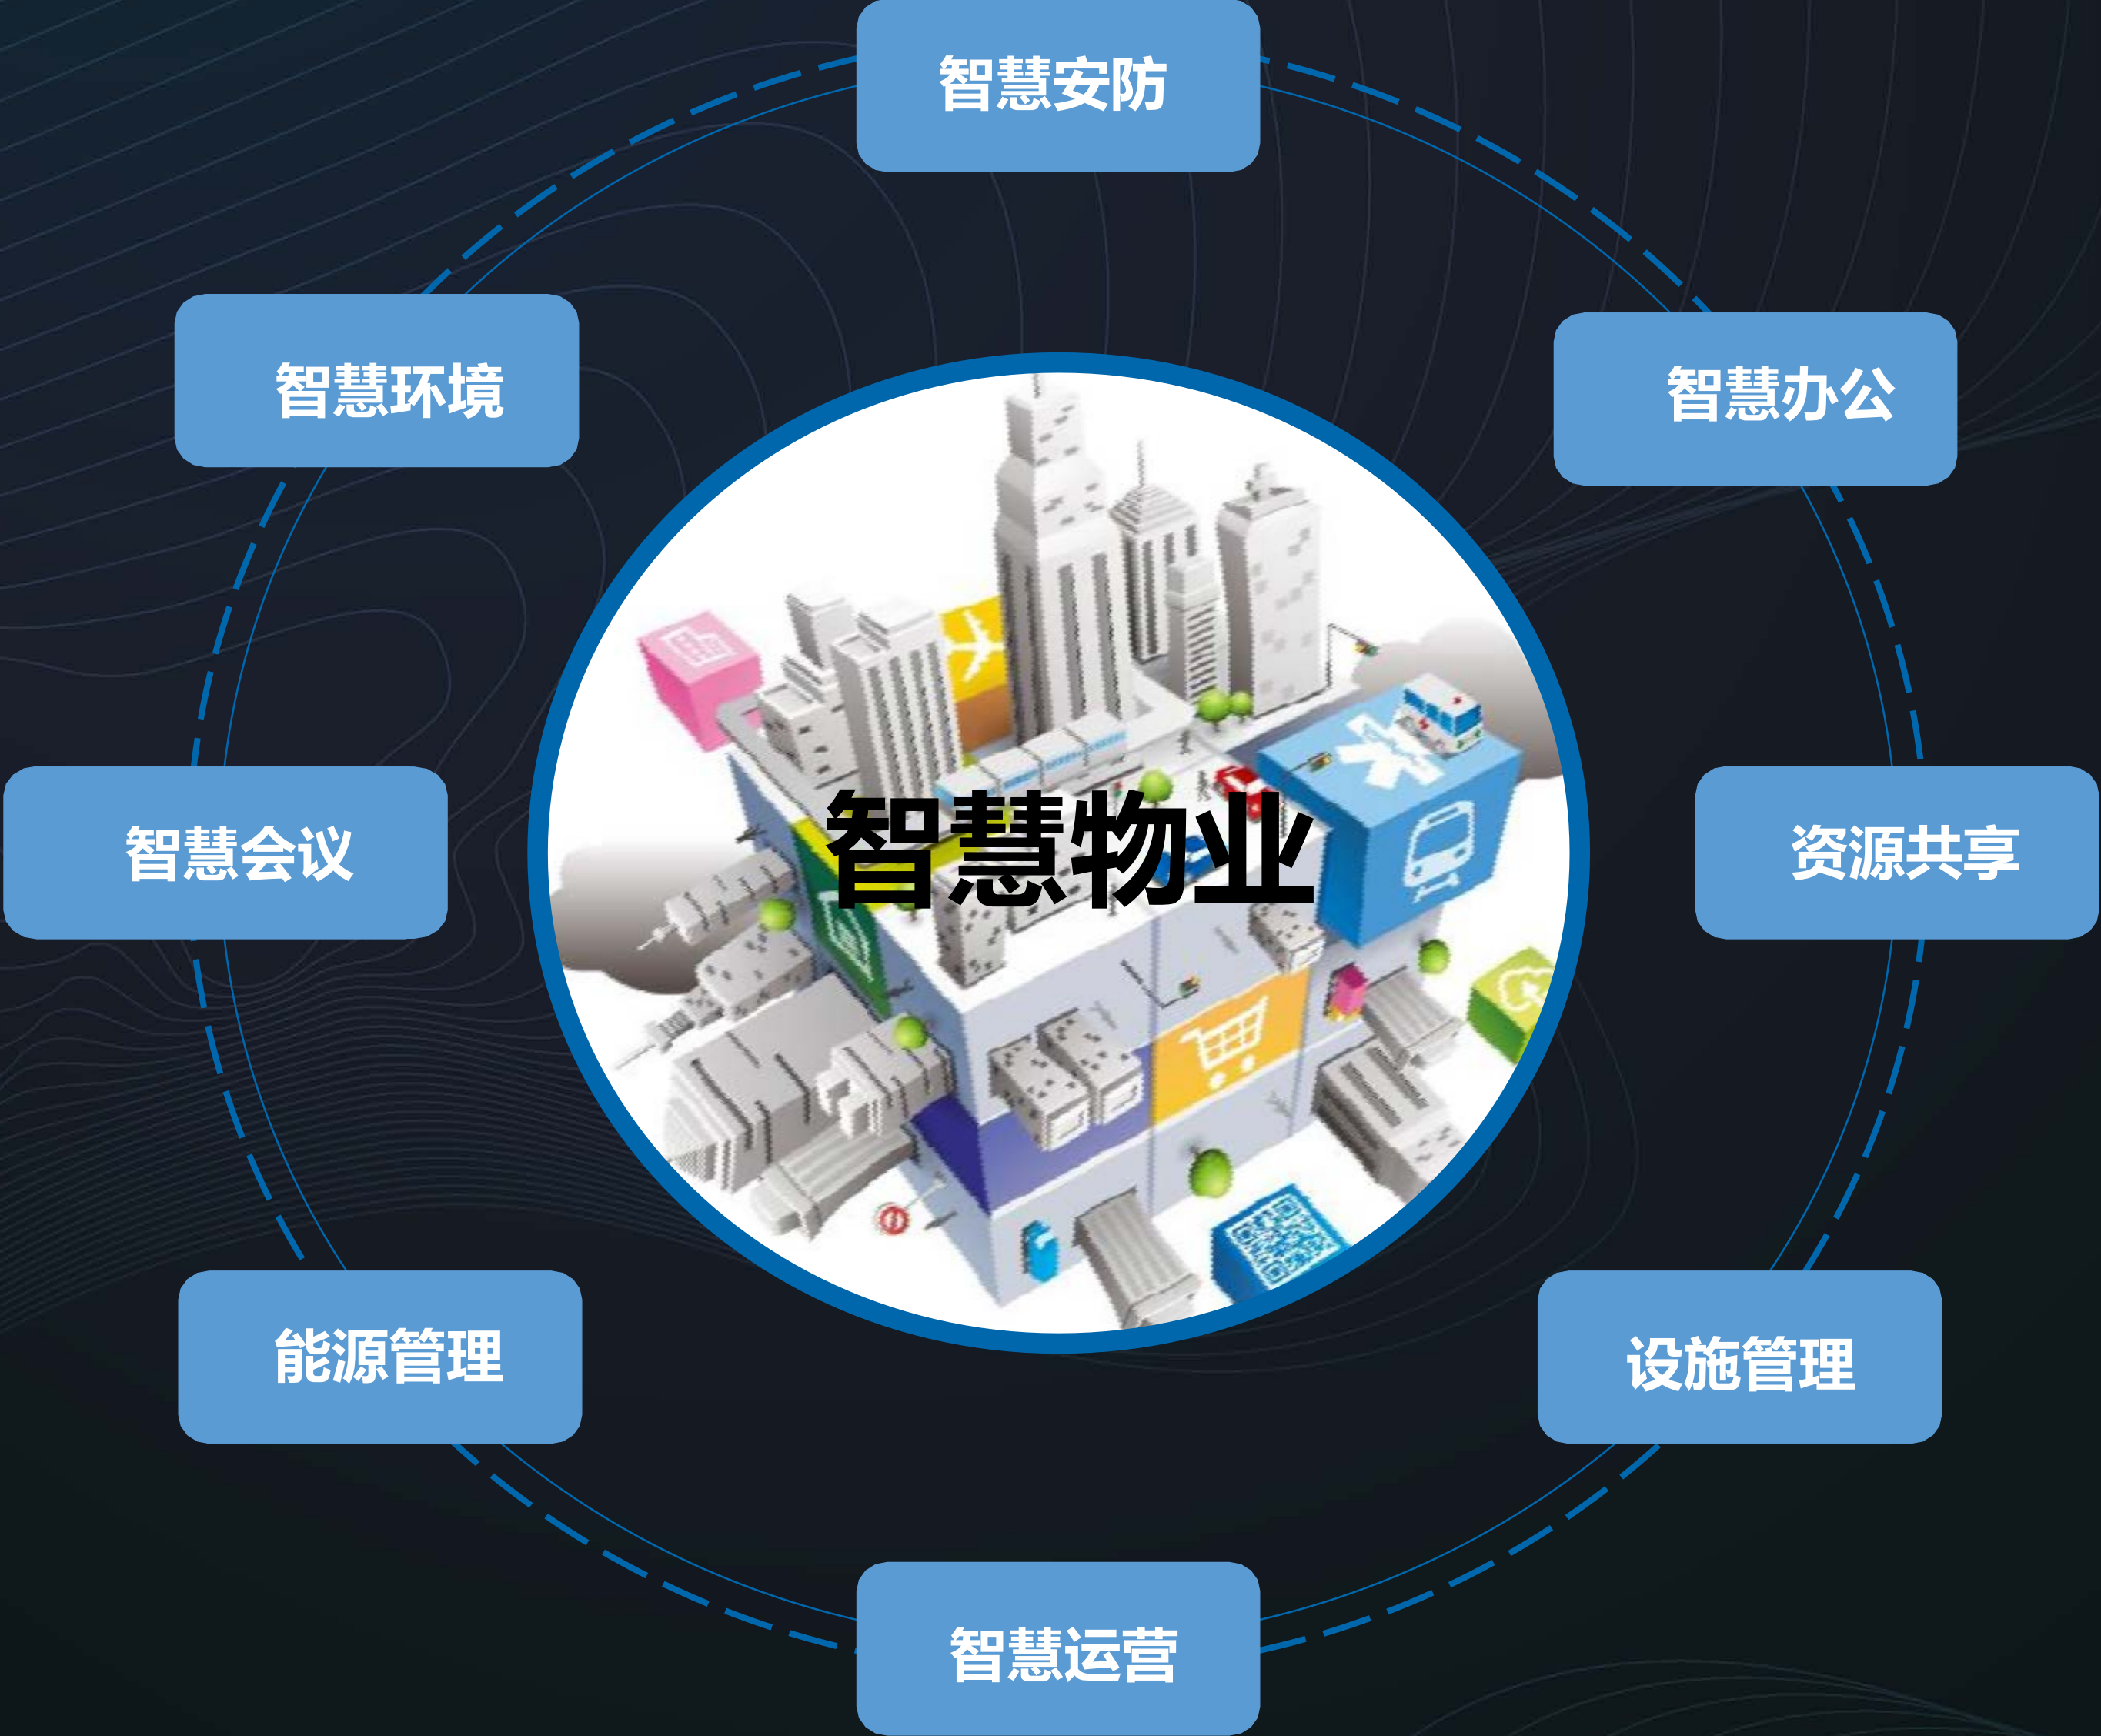 智慧安防
智慧环境
智慧办公
智慧会议
智慧物业
资源共享
能源管理
设施管理
智慧运营